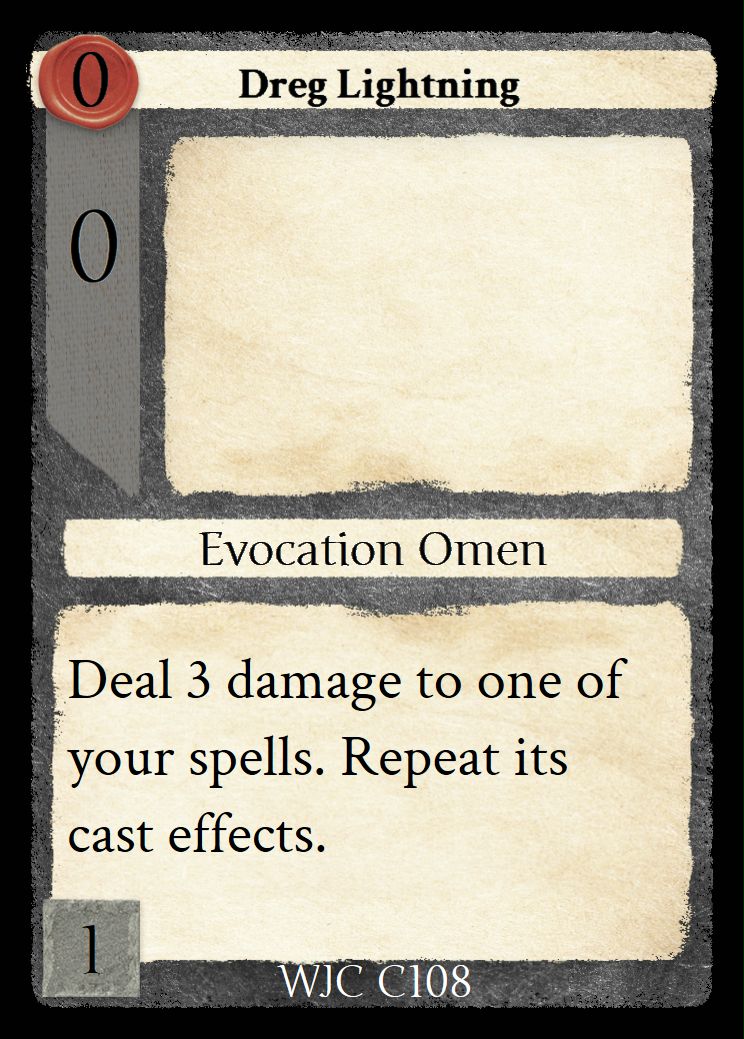 0
Dreg Lightning
0
Evocation Omen
Deal 3 damage to one of
your spells. Repeat its
cast effects.
1
WJC C108